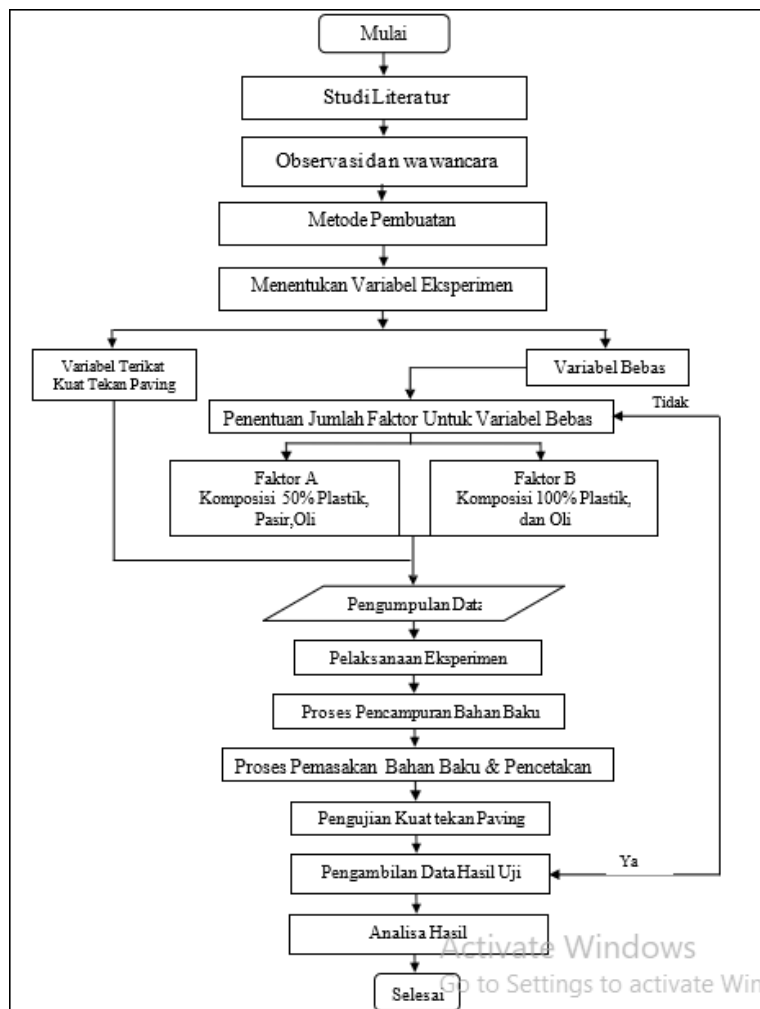 Mulai
Studi Literatur
Observasi dan wawancara
Metode Pembuatan
Menentukan Variabel Eksperimen
Variabel Terikat
Kuat Tekan Paving
Variabel Bebas
Tidak
Penentuan Jumlah Faktor Untuk Variabel Bebas
Faktor A
Komposisi 50% Plastik,
Pasir,Oli
Faktor B
Komposisi 100% Plastik,
dan Oli
Pengumpulan Data
Pelaksanaan Eksperimen
Proses Pencampuran Bahan Baku
Proses Pemasakan Bahan Baku & Pencetakan
Pengujian Kuat tekan Paving
Ya
Pengambilan Data Hasil Uji
Analisa Hasil
Selesai
Activate Windows
Go to Settings to activate Win